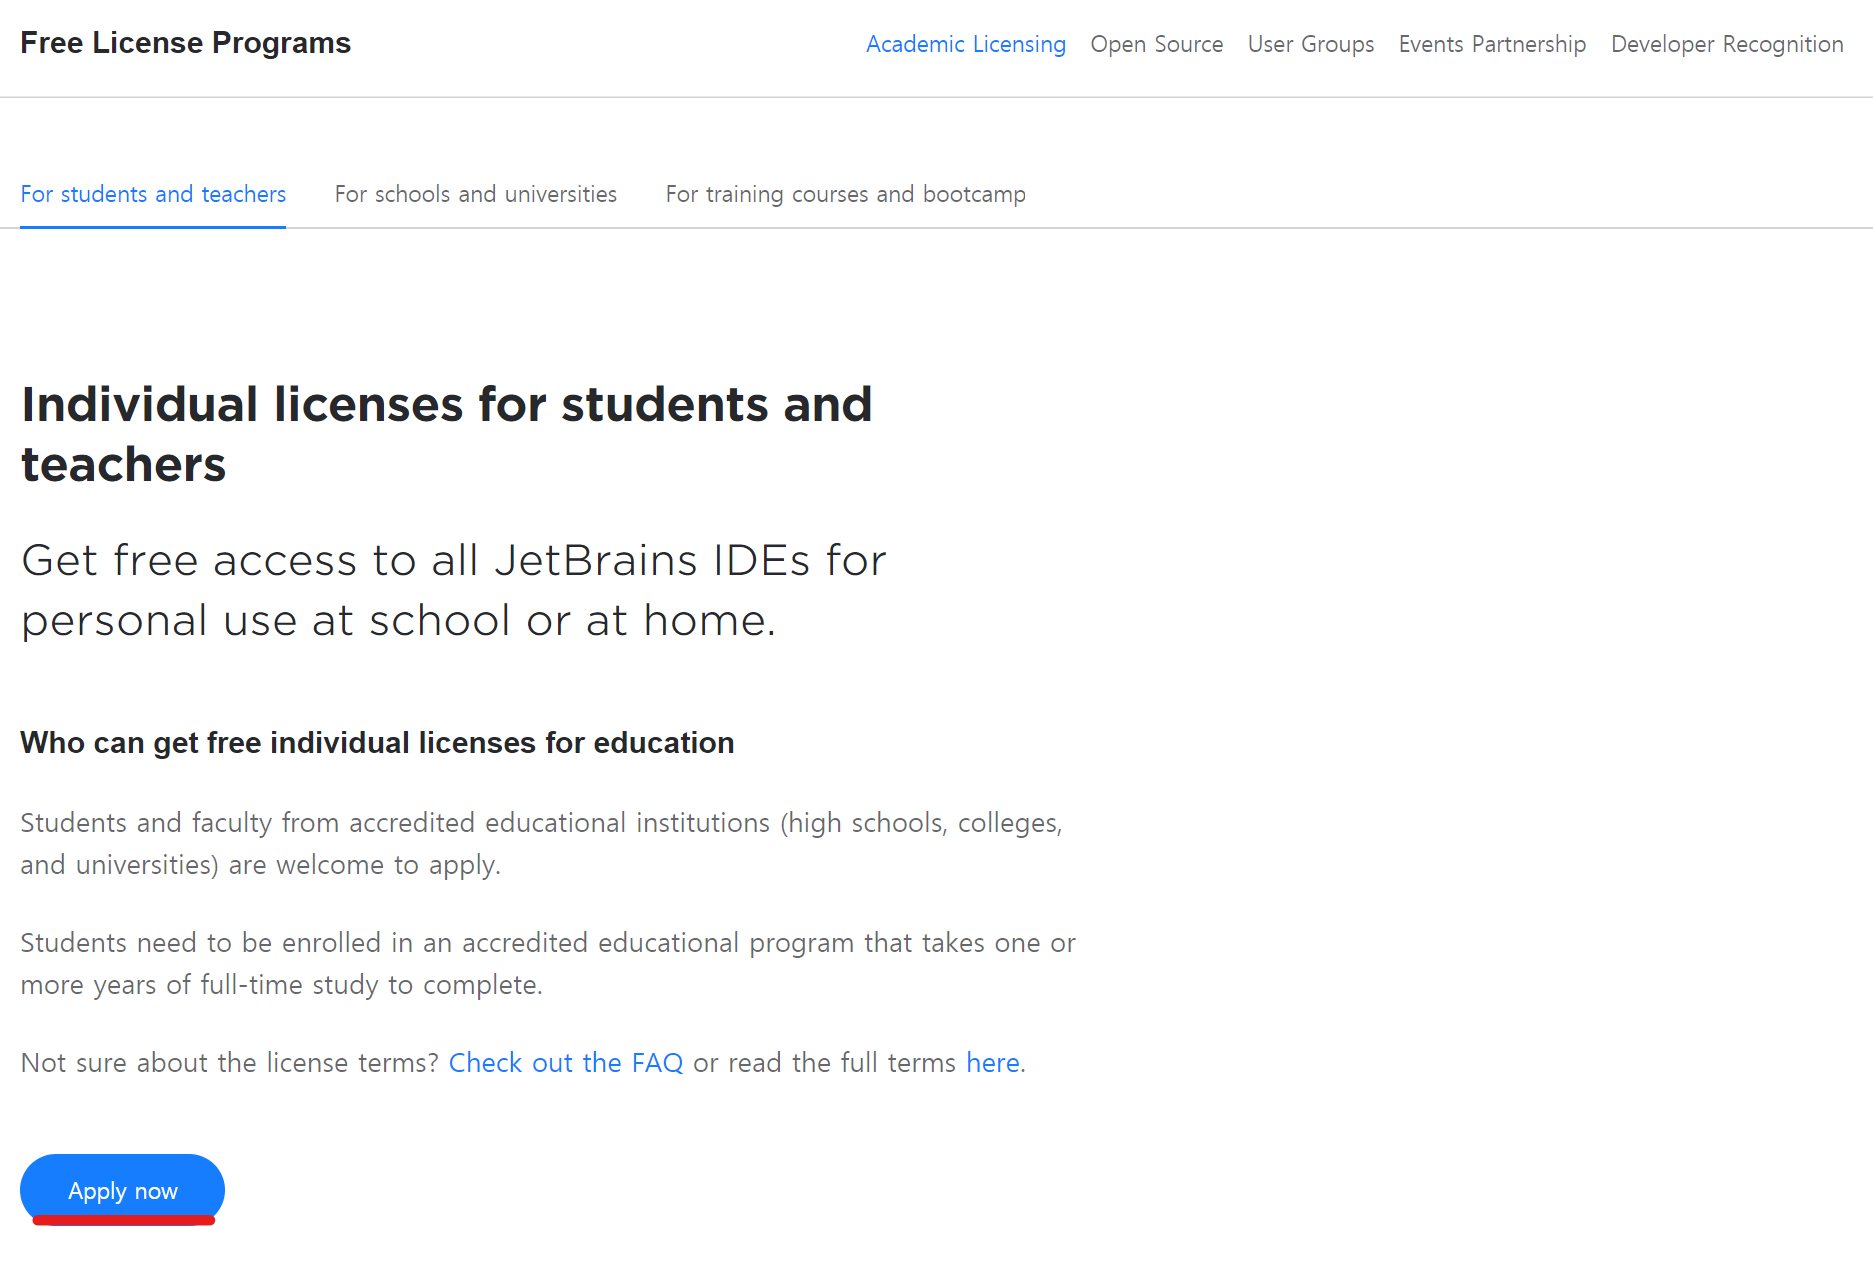 Free License Programs
Academic Licensing Open Source User Groups Events Partnership Developer Recognition
For students and teachers For schools and universities For training courses and bootcamp
Individual licenses for students and
teachers
Get free access to all JetBrains IDEs for
personal use at school or at home.
Who can get free individual licenses for education
Students and faculty from accredited educational institutions (high schools, colleges,
and universities) are welcome to apply.
Students need to be enrolled in an accredited educational program that takes one or
more years of full-time study to complete.
Not sure about the license terms? Check out the FAQ or read the full terms here.
Apply now